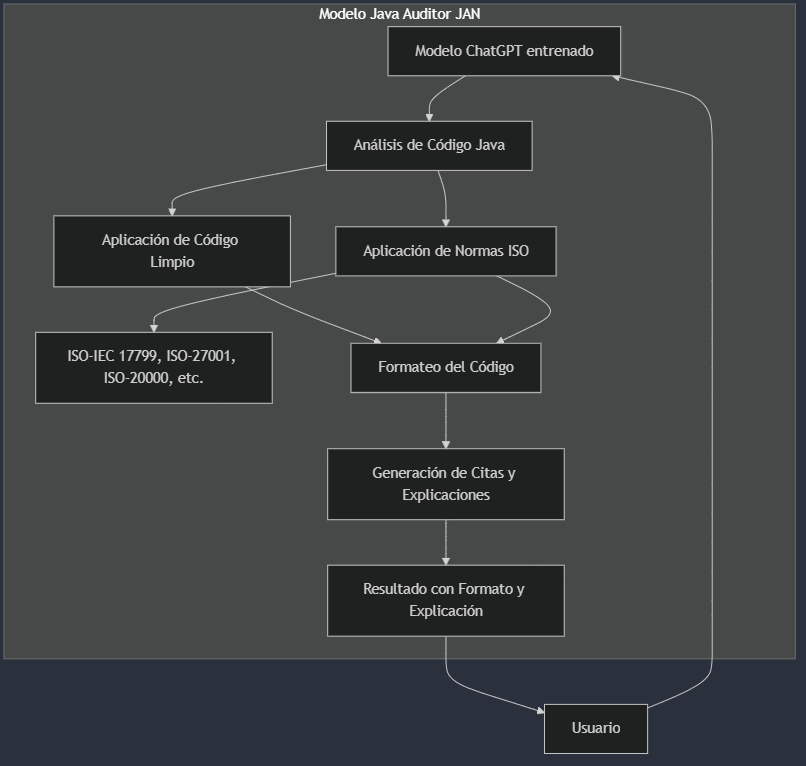 Modelo Java Auditor JAN
Modelo ChatGPT entrenado
Análisis de Código Java
Aplicación de Código
Limpio
Aplicación de Normas ISO
ISO-IEC 17799, ISO-27001,
ISO-20000, etc.
Formateo del Código
Generación de Citas y
Explicaciones
Resultado con Formato y
Explicación
Usuario